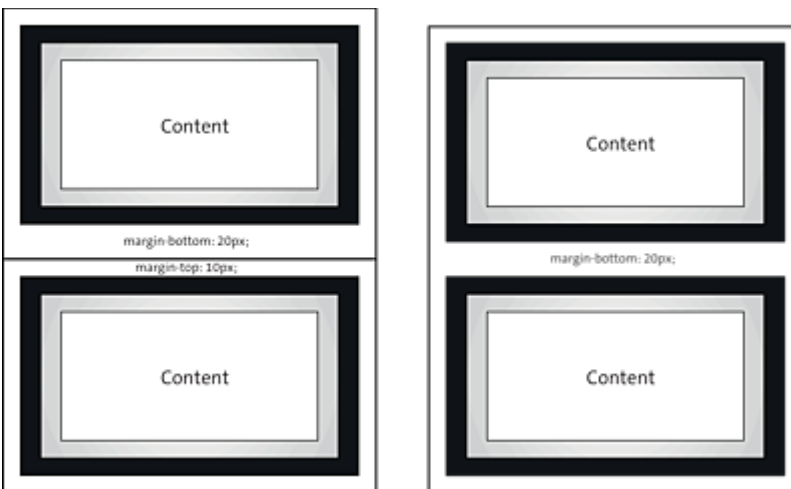 Content
margin-bottom: 20px;
margin-top: 10px;
Content
Content
margin-bottom: 20px;
Content